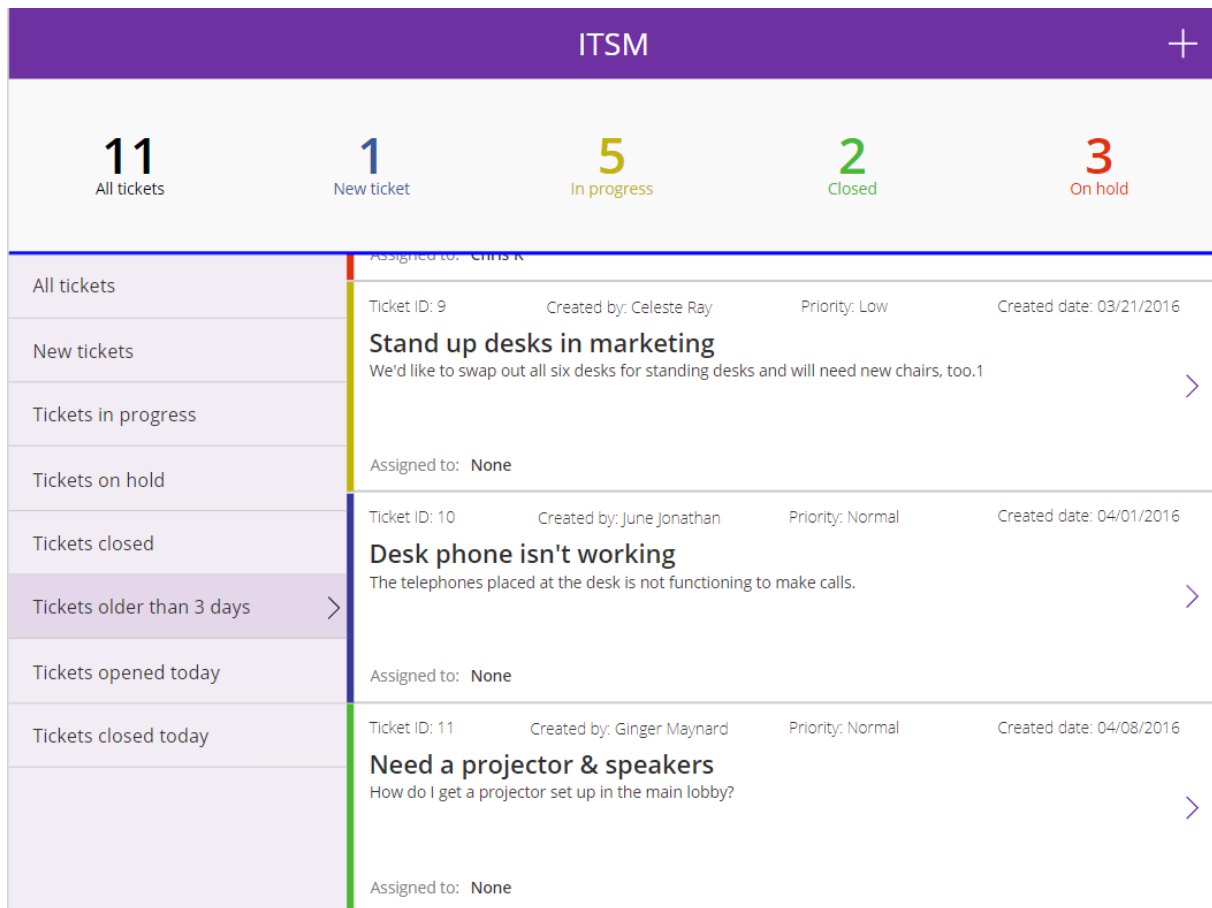 ITSM
11
All tickets
1
New ticket
5
In progress
2
Closed
3
On hold
All tickets
New tickets
Tickets in progress
Tickets on hold
Tickets closed
Tickets older than 3 days
Tickets opened today
Tickets closed today
Assigned to: Chris R
Ticket ID: 9 Created by: Celeste Ray Priority: Low Created date: 03/21/2016
Stand up desks in marketing
We'd like to swap out all six desks for standing desks and will need new chairs, too.1
Assigned to: None
Ticket ID: 10 Created by: June Jonathan Priority: Normal Created date: 04/01/2016
Desk phone isn't working
The telephones placed at the desk is not functioning to make calls.
Assigned to: None
Ticket ID: 11 Created by: Ginger Maynard Priority: Normal Created date: 04/08/2016
Need a projector & speakers
How do I get a projector set up in the main lobby?
Assigned to: None